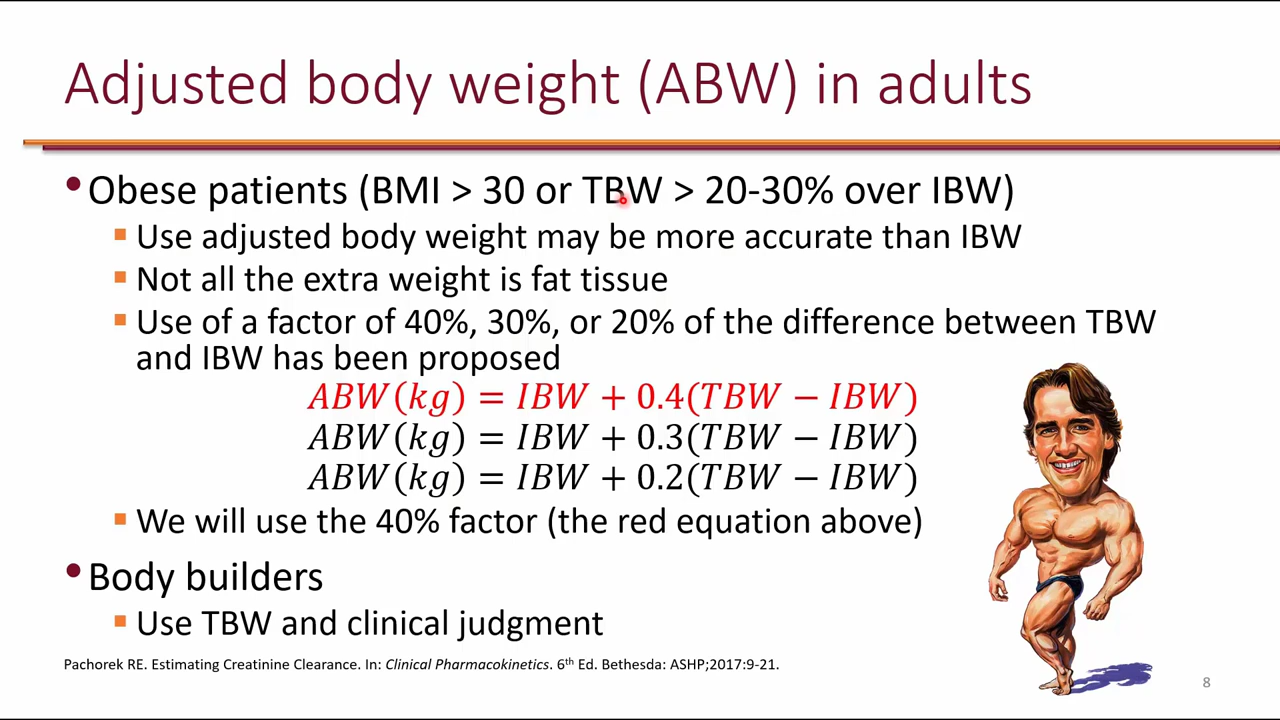 Adjusted body weight (ABW) in adults
• Obese patients (BMI > 30 or TBW > 20-30% over IBW)
▪ Use adjusted body weight may be more accurate than IBW
▪ Not all the extra weight is fat tissue
▪ Use of a factor of 40%, 30%, or 20% of the difference between TBW
and IBW has been proposed
ABW(kg) = IBW + 0.4(TBW − IBW)
ABW(kg) = IBW + 0.3(TBW − IBW)
ABW(kg) = IBW + 0.2(TBW − IBW)
▪ We will use the 40% factor (the red equation above)
• Body builders
▪ Use TBW and clinical judgment
Pachorek RE. Estimating Creatinine Clearance. In: Clinical Pharmacokinetics. 6th Ed. Bethesda: ASHP;2017:9-21.
8